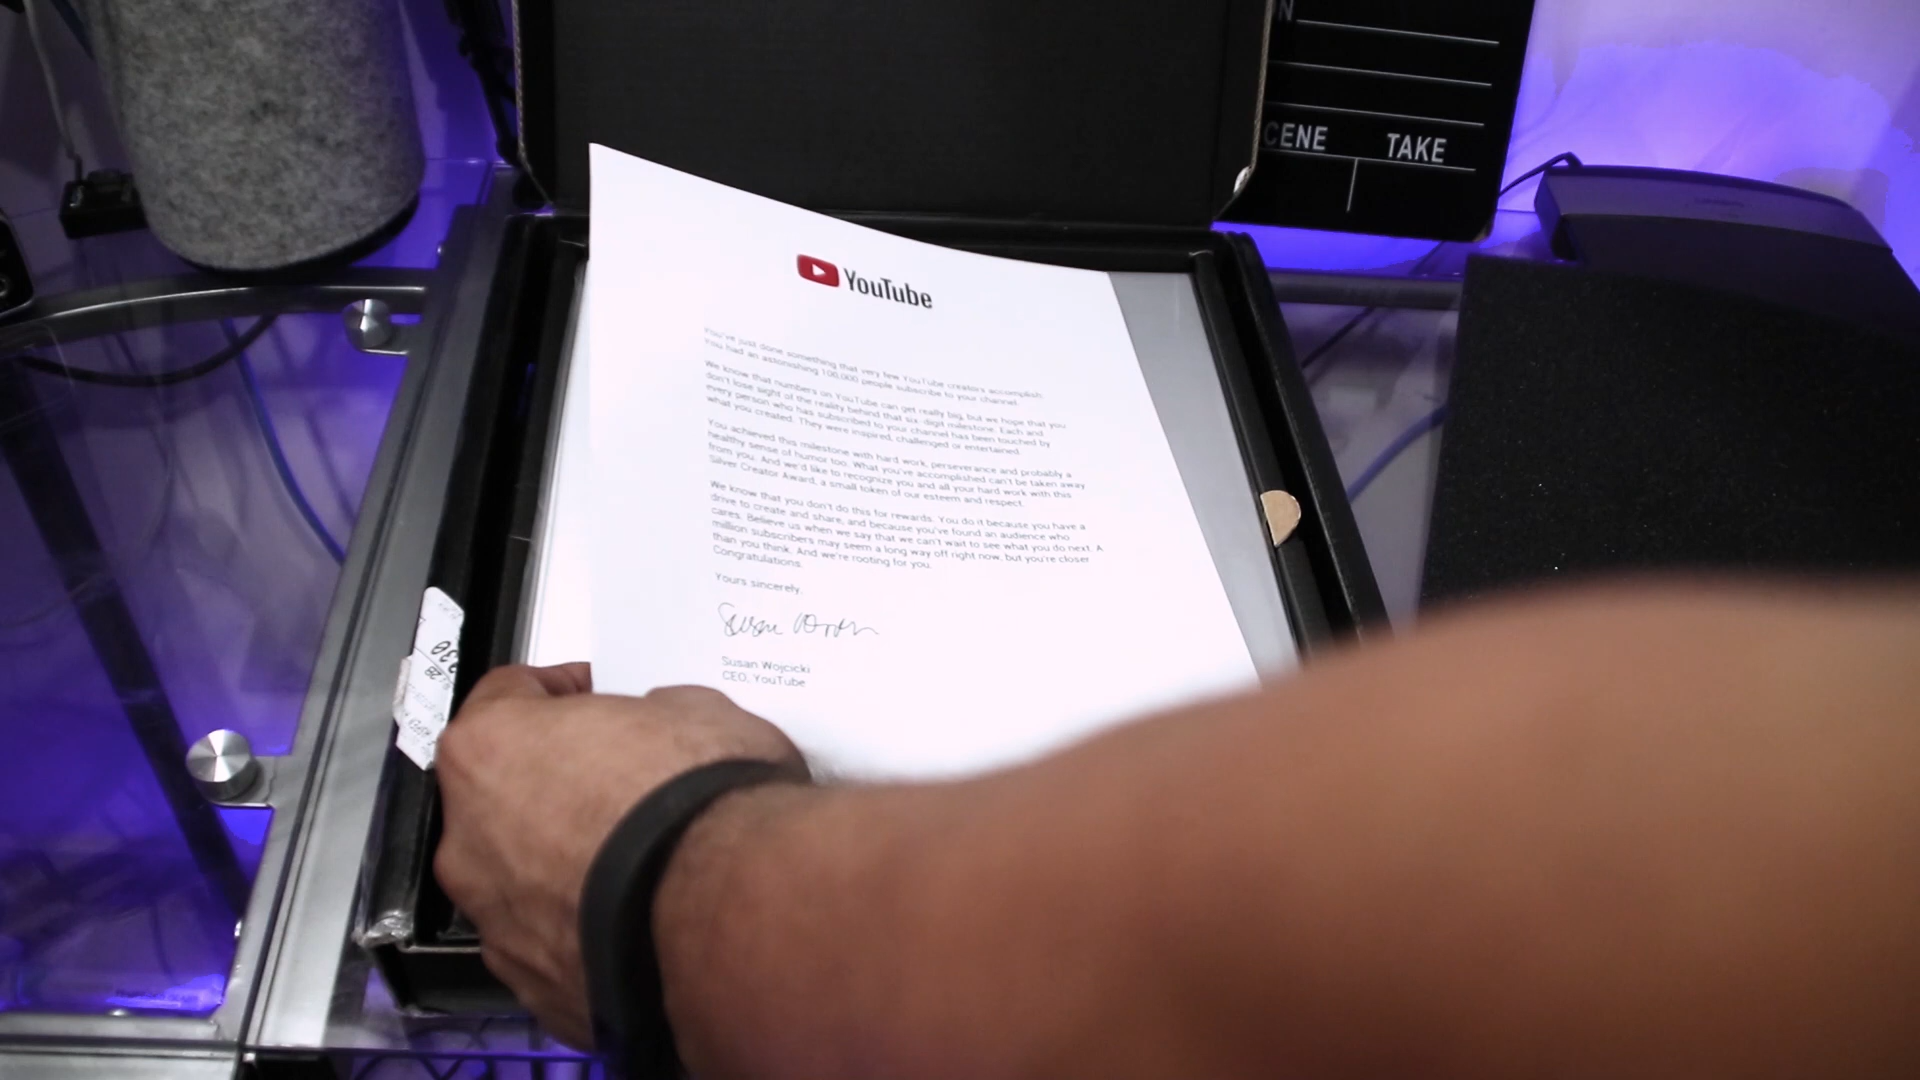 CENE TAKE
YouTube
You've just done something that very few YouTube creators accomplish.
You had an astonishing 100,000 people subscribe to your channel.
We know that numbers on YouTube can get really big, but we hope that you
don't lose sight of the reality behind that six-digit milestone. Each and
every person who has subscribed to your channel has been touched by
what you created. They were inspired, challenged or entertained.
You achieved this milestone with hard work, perseverance and probably a
healthy sense of humor too. What you've accomplished can't be taken away
from you. And we'd like to recognize you and all your hard work with this
Silver Creator Award, a small token of our esteem and respect.
We know that you don't do this for rewards. You do it because you have a
drive to create and share, and because you've found an audience who
cares. Believe us when we say that we can't wait to see what you do next. A
million subscribers may seem a long way off right now, but you're closer
than you think. And we're rooting for you.
Congratulations.
Yours sincerely,
Susan Wojcicki
CEO, YouTube